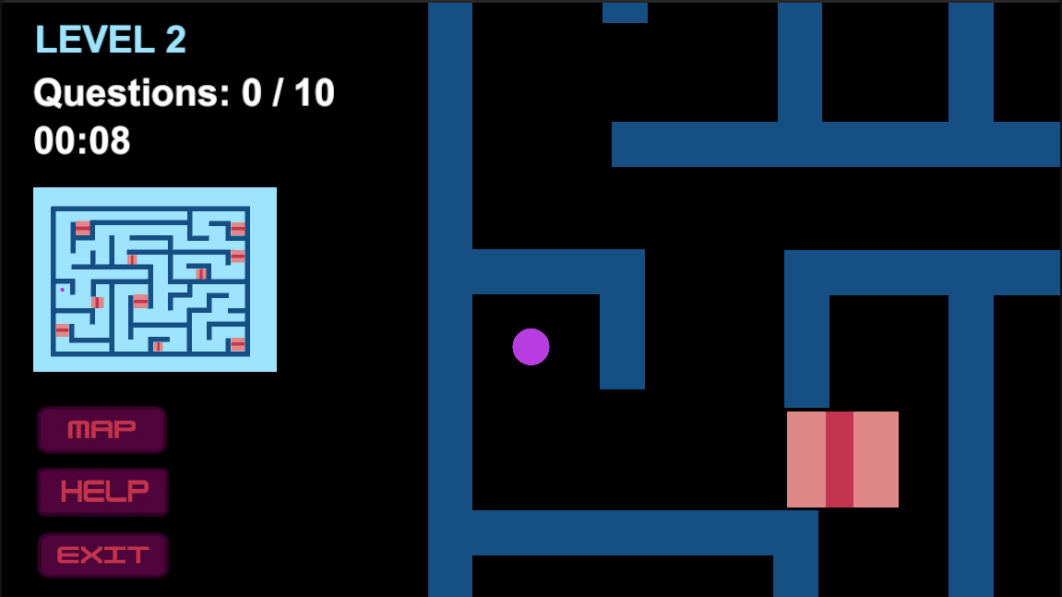 LEVEL 2
Questions: 0 / 10
00:08
MAP
HELP
EXIT